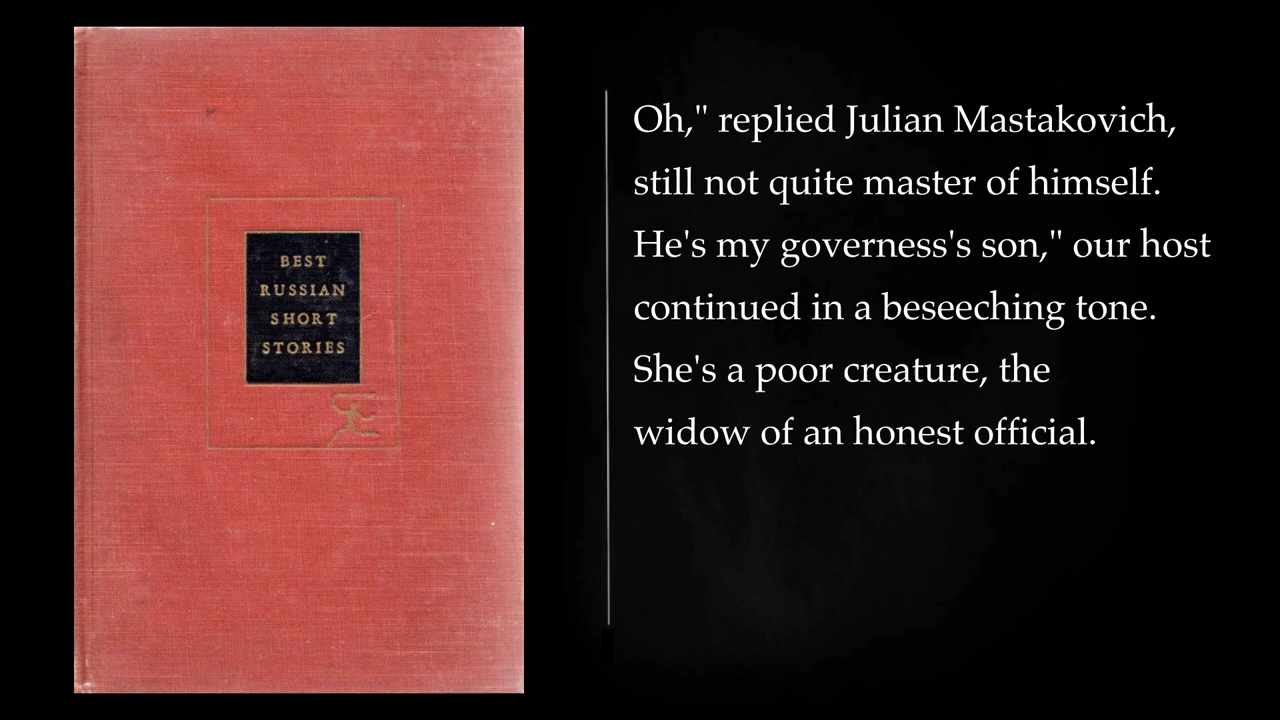 BEST
RUSSIAN
SHORT
STORIES
Oh," replied Julian Mastakovich,
still not quite master of himself.
He's my governess's son," our host
continued in a beseeching tone.
She's a poor creature, the
widow of an honest official.